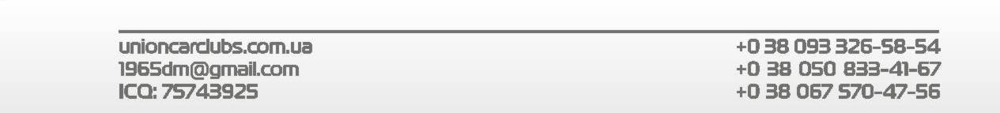 unioncarclubs.com.ua
1965dm@gmail.com
ICQ: 75743925
+0 38 093 326-58-54
+0 38 050 833-41-67
+0 38 067 570-47-56